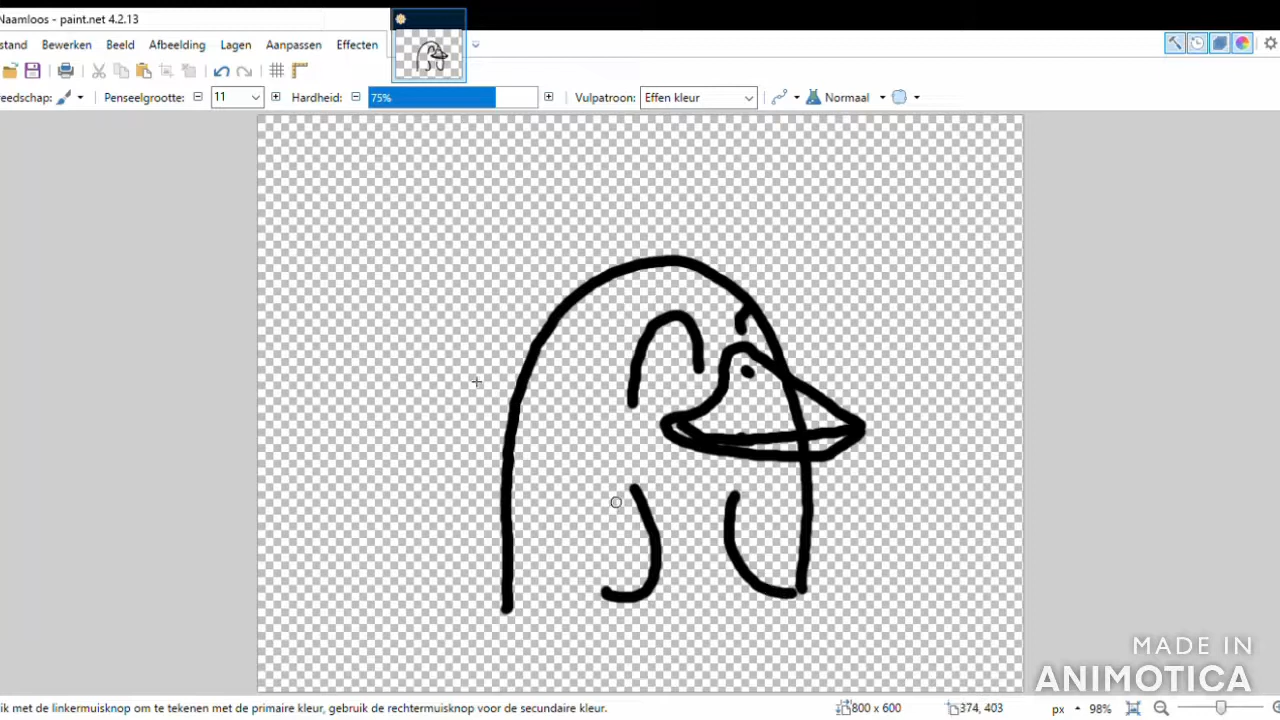 Naamloos - paint.net 4.2.13
stand Bewerken Beeld Afbeelding Lagen Aanpassen Effecten
eedschap: Penseelgrootte: 11 Hardheid: 75% Vulpatroon: Effen kleur Normaal
MADE IN
ANIMOTICA
ik met de linkermuisknop om te tekenen met de primaire kleur, gebruik de rechtermuisknop voor de secundaire kleur. 800 x 600 374, 403 px 98%